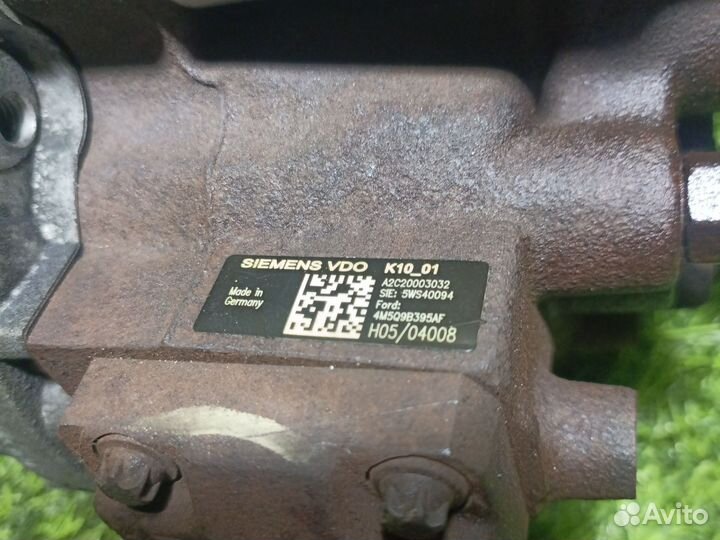 SIEMENS VDO K10_01
A2C20003032
Made in
Germany
SIE: 5WS40094
Ford:
4M5Q9B395AF
H05/04008
Avito